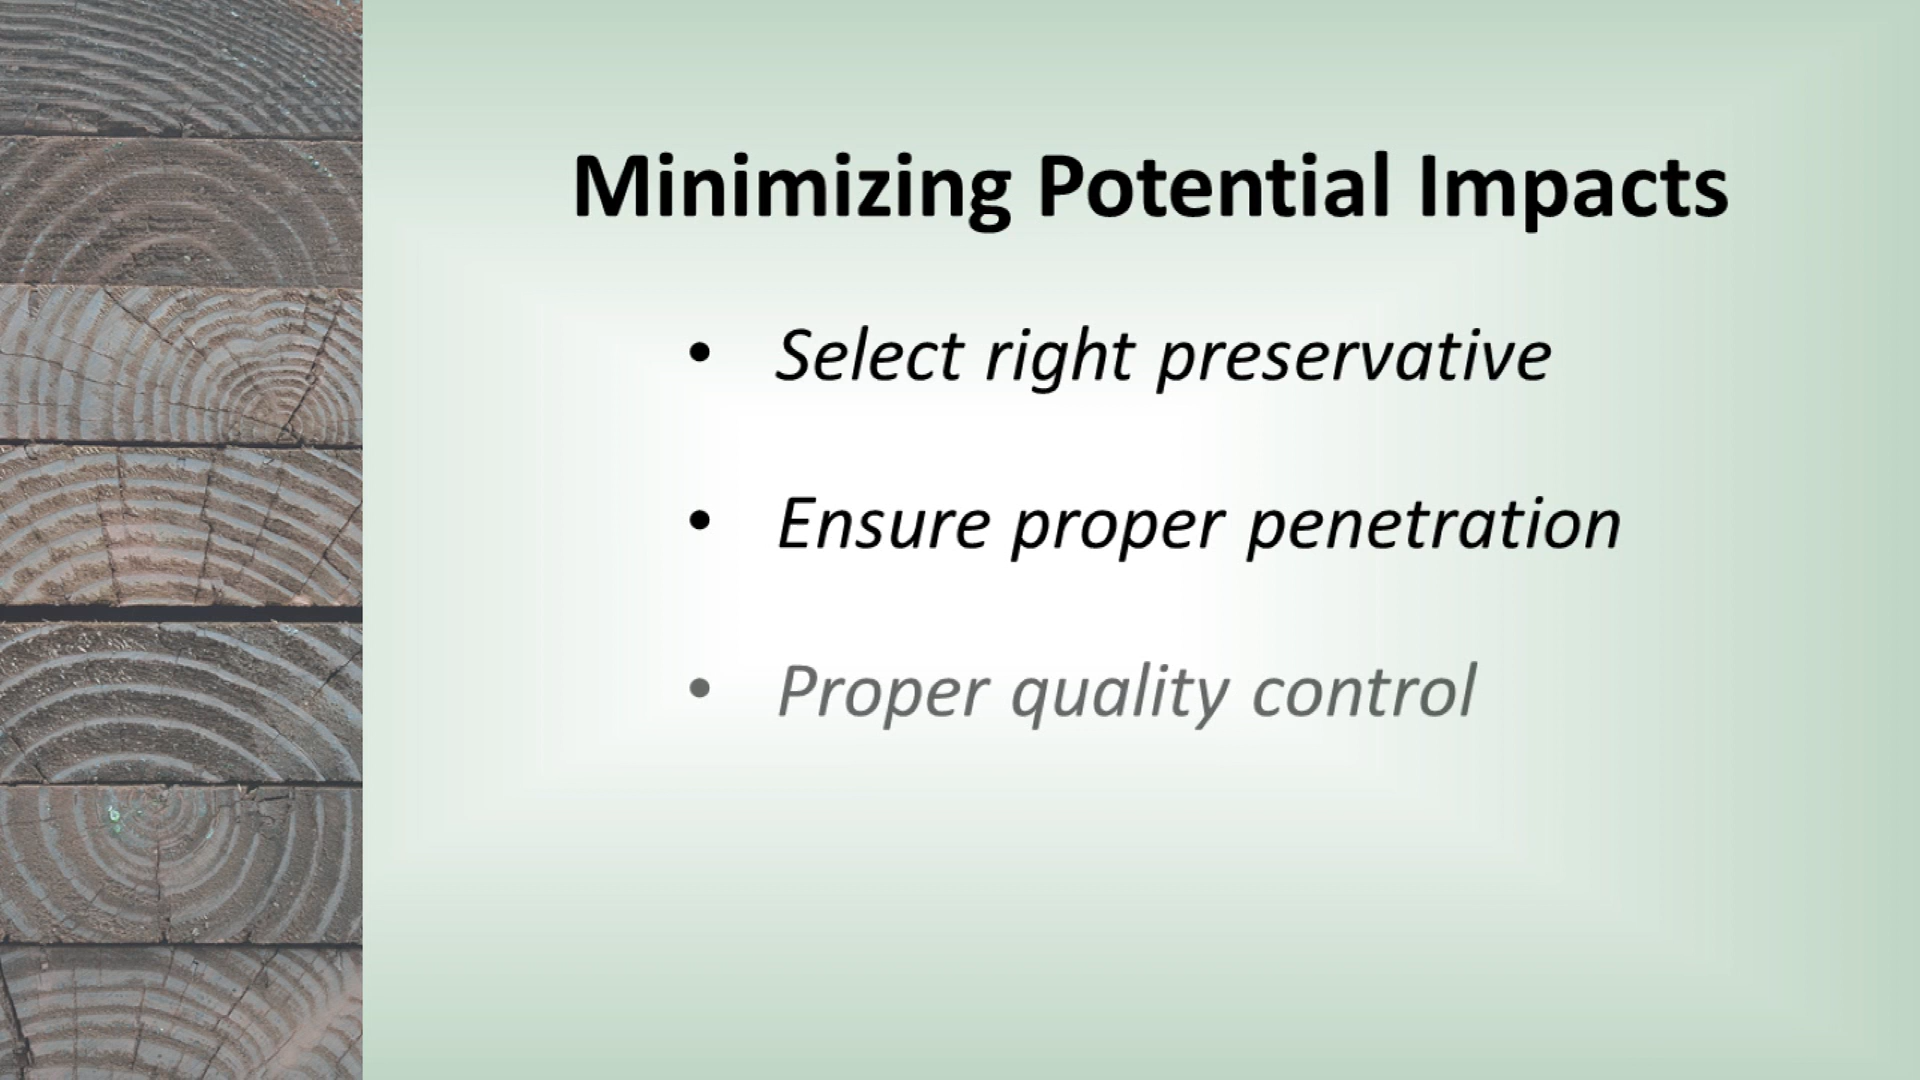 Minimizing Potential Impacts
• Select right preservative
• Ensure proper penetration
• Proper quality control